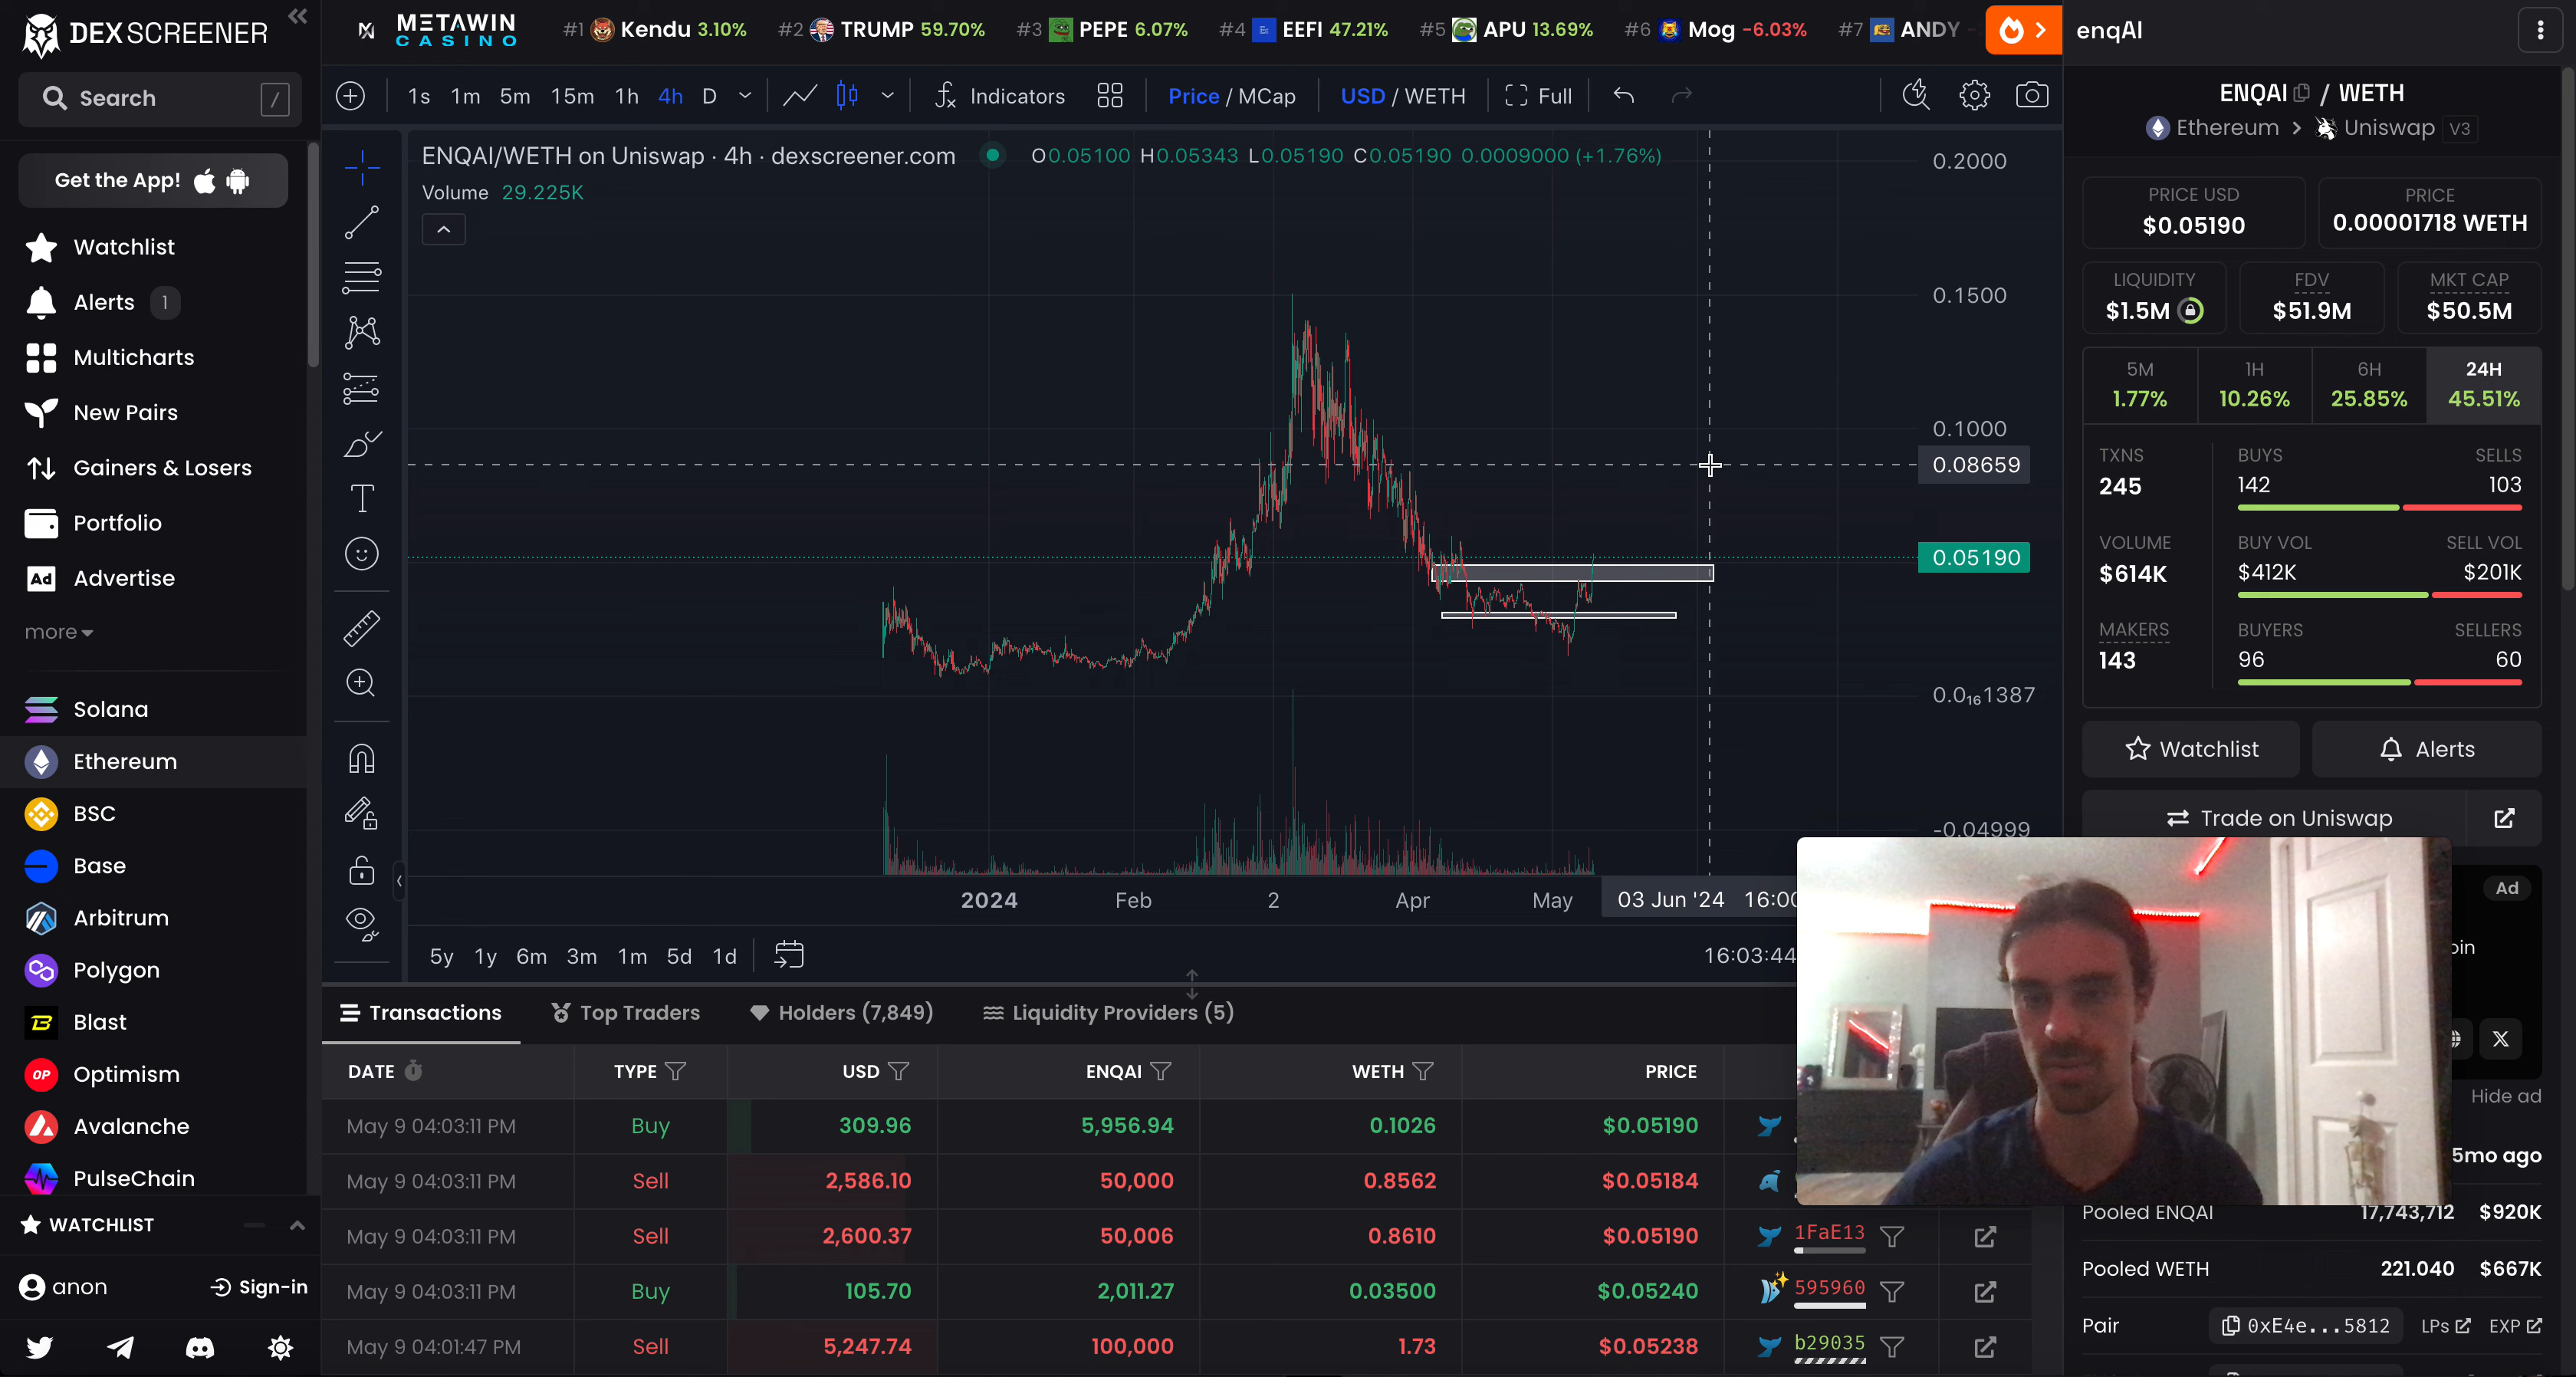 DEX SCREENER
Search /
Get the App!
Watchlist
Alerts 1
Multicharts
New Pairs
Gainers & Losers
Portfolio
Ad Advertise
more
Solana
Ethereum
BSC
Base
Arbitrum
Polygon
Blast
OP Optimism
Avalanche
PulseChain
WATCHLIST
anon Sign-in
METAWIN CASINO #1 Kendu 3.10% #2 TRUMP 59.70% #3 PEPE 6.07% #4 EEFI 47.21% #5 APU 13.69% #6 Mog -6.03% #7 ANDY
1s 1m 5m 15m 1h 4h D Indicators Price / MCap USD / WETH Full
ENQAI/WETH on Uniswap · 4h · dexscreener.com O0.05100 H0.05343 L0.05190 C0.05190 0.0009000 (+1.76%)
Volume 29.225K
0.2000
0.1500
0.1000
0.08659
0.05190
0.0₁₆1387
-0.04999
2024 Feb 2 Apr May 03 Jun '24 16:00
5y 1y 6m 3m 1m 5d 1d 16:03:44
Transactions Top Traders Holders (7,849) Liquidity Providers (5)
DATE TYPE USD ENQAI WETH PRICE
May 9 04:03:11 PM Buy 309.96 5,956.94 0.1026 $0.05190
May 9 04:03:11 PM Sell 2,586.10 50,000 0.8562 $0.05184
May 9 04:03:11 PM Sell 2,600.37 50,006 0.8610 $0.05190 1FaE13
May 9 04:03:11 PM Buy 105.70 2,011.27 0.03500 $0.05240 595960
May 9 04:01:47 PM Sell 5,247.74 100,000 1.73 $0.05238 b29035
enqAI
ENQAI / WETH
Ethereum > Uniswap V3
PRICE USD PRICE
$0.05190 0.00001718 WETH
LIQUIDITY FDV MKT CAP
$1.5M $51.9M $50.5M
5M 1H 6H 24H
1.77% 10.26% 25.85% 45.51%
TXNS BUYS SELLS
245 142 103
VOLUME BUY VOL SELL VOL
$614K $412K $201K
MAKERS BUYERS SELLERS
143 96 60
Watchlist Alerts
Trade on Uniswap
Ad
Hide ad
5mo ago
Pooled ENQAI 17,743,712 $920K
Pooled WETH 221.040 $667K
Pair 0xE4e...5812 LPs EXP